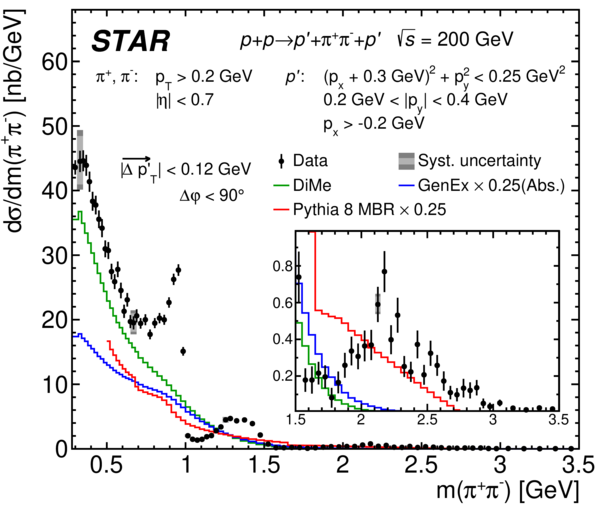 STAR p+p→p'+π⁺π⁻+p' √s = 200 GeV
π⁺, π⁻: p_T > 0.2 GeV p': (p_x + 0.3 GeV)² + p_y² < 0.25 GeV²
|η| < 0.7 0.2 GeV < |p_y| < 0.4 GeV
p_x > -0.2 GeV
|Δ p'_T| < 0.12 GeV
Δφ < 90°
Data Syst. uncertainty
DiMe GenEx × 0.25(Abs.)
Pythia 8 MBR × 0.25
dσ/dm(π⁺π⁻) [nb/GeV]
60
50
40
30
20
10
0
0.8
0.6
0.4
0.2
1.5 2 2.5 3 3.5
0.5 1 1.5 2 2.5 3 3.5
m(π⁺π⁻) [GeV]